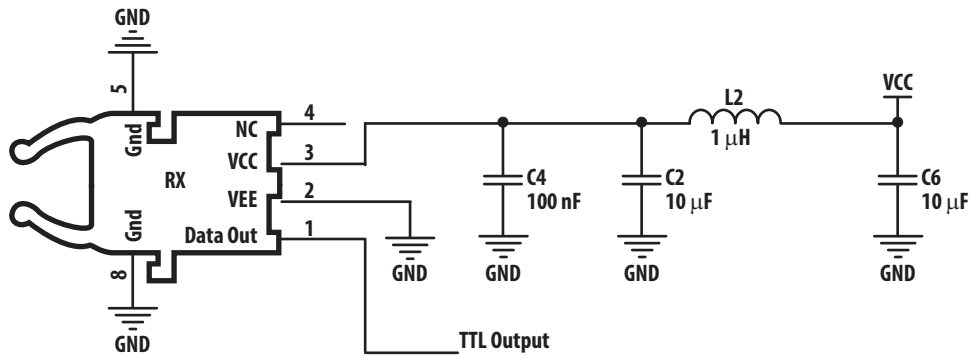 GND
5
Gnd
NC
4
VCC
3
RX
VEE
2
Data Out
1
Gnd
8
GND
GND
TTL Output
C4
100 nF
GND
C2
10 μF
GND
L2
1 μH
VCC
C6
10 μF
GND